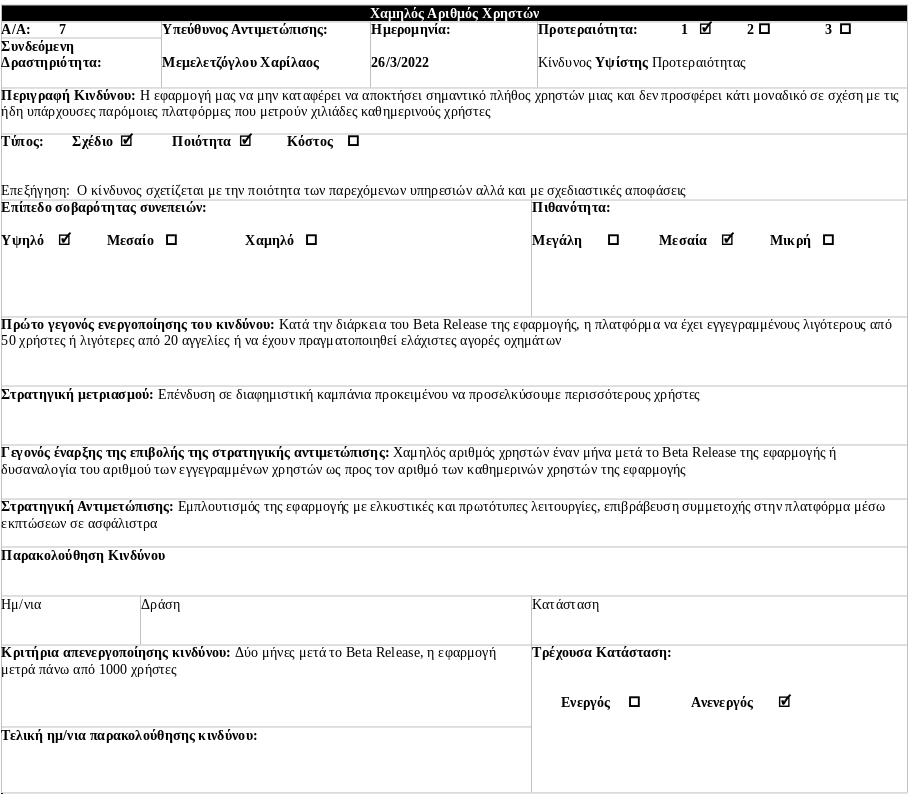 Χαμηλός Αριθμός Χρηστών
Α/Α: 7 Υπεύθυνος Αντιμετώπισης: Ημερομηνία: Προτεραιότητα: 1 ☑ 2 ☐ 3 ☐
Συνδεόμενη
Δραστηριότητα: Μεμελετζόγλου Χαρίλαος 26/3/2022 Κίνδυνος Υψίστης Προτεραιότητας
Περιγραφή Κινδύνου: Η εφαρμογή μας να μην καταφέρει να αποκτήσει σημαντικό πλήθος χρηστών μιας και δεν προσφέρει κάτι μοναδικό σε σχέση με τις
ήδη υπάρχουσες παρόμοιες πλατφόρμες που μετρούν χιλιάδες καθημερινούς χρήστες
Τύπος: Σχέδιο ☑ Ποιότητα ☑ Κόστος ☐
Επεξήγηση: Ο κίνδυνος σχετίζεται με την ποιότητα των παρεχόμενων υπηρεσιών αλλά και με σχεδιαστικές αποφάσεις
Επίπεδο σοβαρότητας συνεπειών: Πιθανότητα:
Υψηλό ☑ Μεσαίο ☐ Χαμηλό ☐ Μεγάλη ☐ Μεσαία ☑ Μικρή ☐
Πρώτο γεγονός ενεργοποίησης του κινδύνου: Κατά την διάρκεια του Beta Release της εφαρμογής, η πλατφόρμα να έχει εγγεγραμμένους λιγότερους από
50 χρήστες ή λιγότερες από 20 αγγελίες ή να έχουν πραγματοποιηθεί ελάχιστες αγορές οχημάτων
Στρατηγική μετριασμού: Επένδυση σε διαφημιστική καμπάνια προκειμένου να προσελκύσουμε περισσότερους χρήστες
Γεγονός έναρξης της επιβολής της στρατηγικής αντιμετώπισης: Χαμηλός αριθμός χρηστών έναν μήνα μετά το Beta Release της εφαρμογής ή
δυσαναλογία του αριθμού των εγγεγραμμένων χρηστών ως προς τον αριθμό των καθημερινών χρηστών της εφαρμογής
Στρατηγική Αντιμετώπισης: Εμπλουτισμός της εφαρμογής με ελκυστικές και πρωτότυπες λειτουργίες, επιβράβευση συμμετοχής στην πλατφόρμα μέσω
εκπτώσεων σε ασφάλιστρα
Παρακολούθηση Κινδύνου
Ημ/νια Δράση Κατάσταση
Κριτήρια απενεργοποίησης κινδύνου: Δύο μήνες μετά το Beta Release, η εφαρμογή Τρέχουσα Κατάσταση:
μετρά πάνω από 1000 χρήστες
Ενεργός ☐ Ανενεργός ☑
Τελική ημ/νια παρακολούθησης κινδύνου: